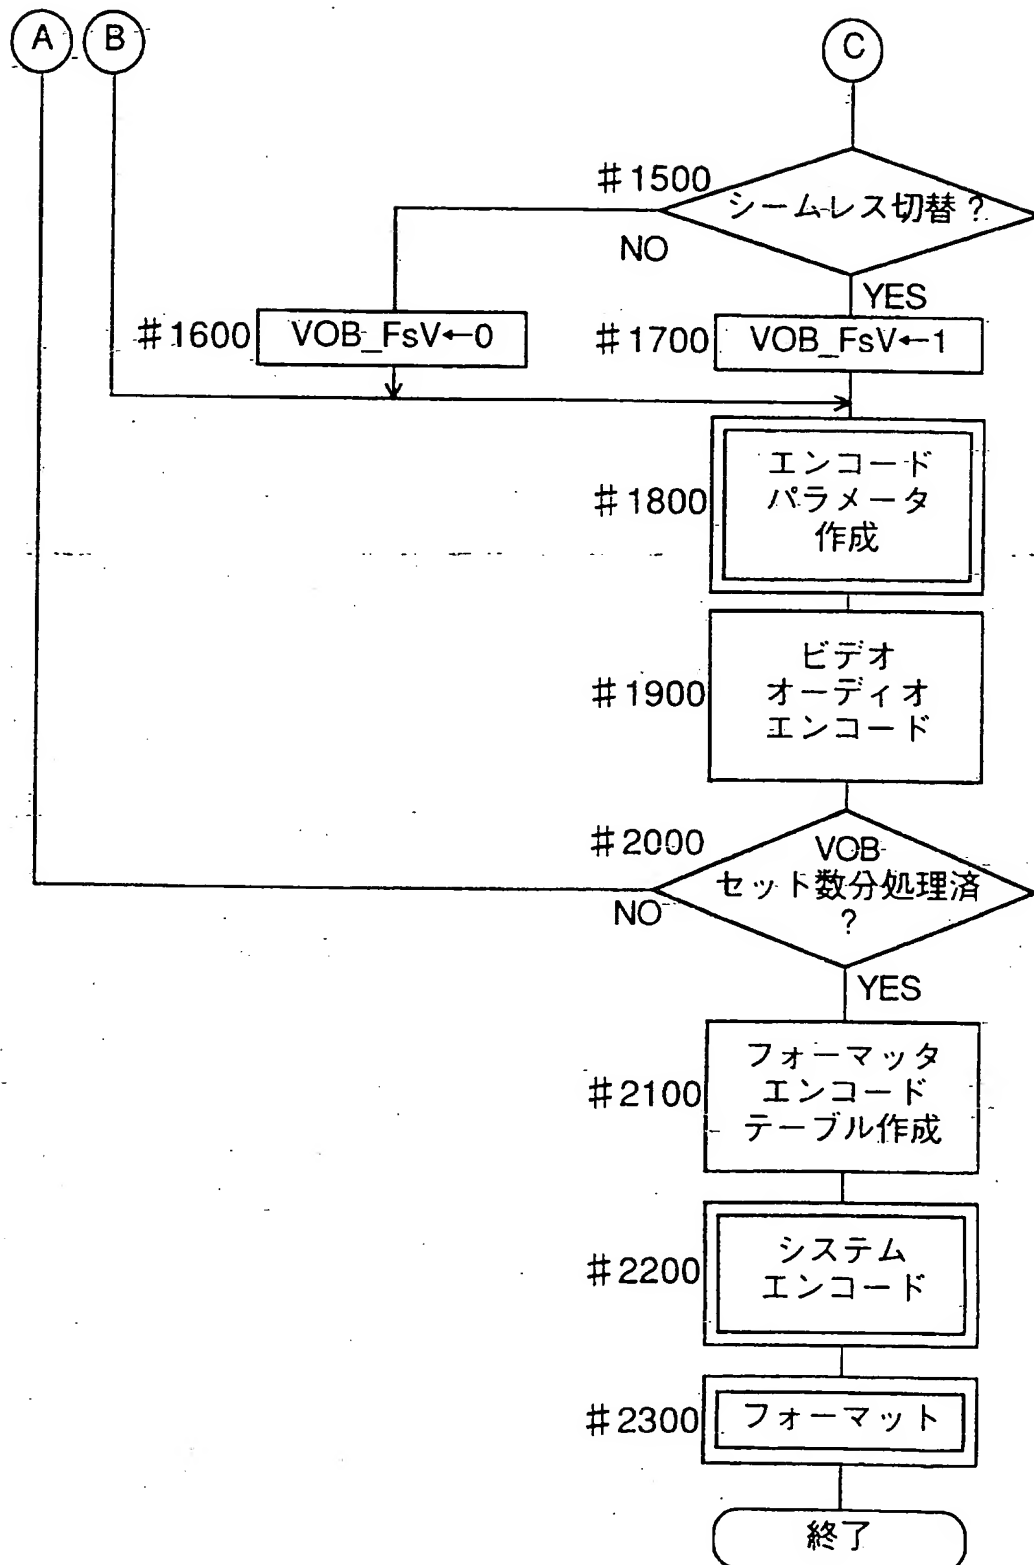 A
B
C
#1500
シームレス切替?
NO
YES
#1600
VOB_FsV←0
#1700
VOB_FsV←1
#1800
エンコード
パラメータ
作成
#1900
ビデオ
オーディオ
エンコード
#2000
VOB
セット数分処理済
?
NO
YES
#2100
フォーマッタ
エンコード
テーブル作成
#2200
システム
エンコード
#2300
フォーマット
終了